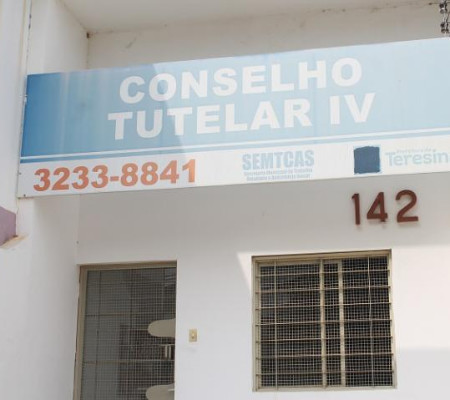 CONSELHO
TUTELAR IV
3233-8841
SEMTCAS
Teresin
142